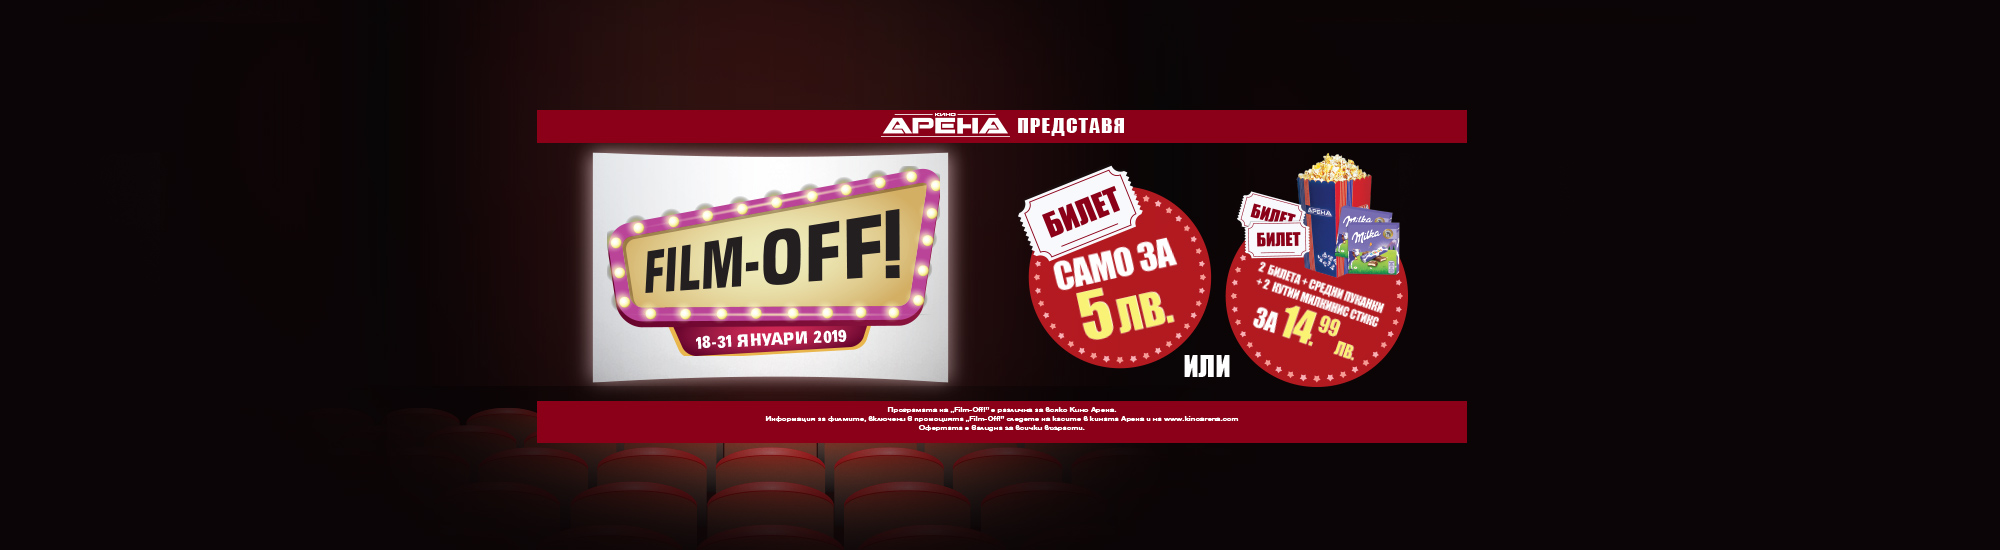 КИНО
АРЕНА ПРЕДСТАВЯ
FILM-OFF!
18-31 ЯНУАРИ 2019
БИЛЕТ
САМО ЗА
5 ЛВ.
ИЛИ
БИЛЕТ
БИЛЕТ
АРЕНА
Milka
Milka
2 БИЛЕТА + СРЕДНИ ПУКАНКИ
+ 2 КУТИИ МИЛКИНИС СТИКС
ЗА 14.99
ЛВ.
Програмата на „Film-Off!" е различна за всяко Кино Арена.
Информация за филмите, включени в промоцията „Film-Off!" следете на касите в кината Арена и на www.kinoarena.com
Офертата е валидна за всички възрасти.